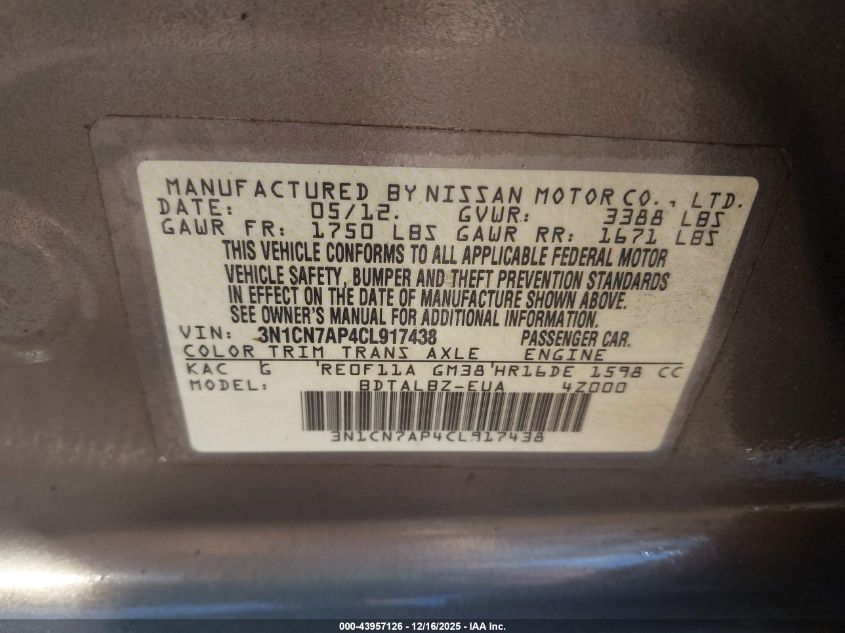 MANUFACTURED BY NISSAN MOTOR CO., LTD.
DATE: 05/12. GVWR: 3388 LBS
GAWR FR: 1750 LBS GAWR RR: 1671 LBS
THIS VEHICLE CONFORMS TO ALL APPLICABLE FEDERAL MOTOR
VEHICLE SAFETY, BUMPER AND THEFT PREVENTION STANDARDS
IN EFFECT ON THE DATE OF MANUFACTURE SHOWN ABOVE.
SEE OWNER'S MANUAL FOR ADDITIONAL INFORMATION.
VIN: 3N1CN7AP4CL917438 PASSENGER CAR.
COLOR TRIM TRANS AXLE ENGINE
KAC G RE0F11A GM38 HR16DE 1598 CC
MODEL: BDTALBZ-EUA 4Z000
3N1CN7AP4CL917438
000-43957126 - 12/16/2025 - IAA Inc.